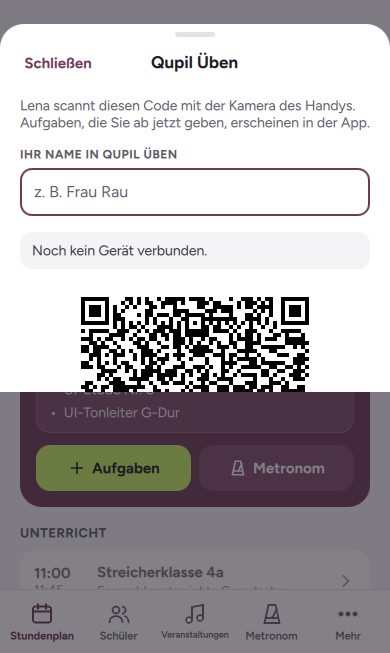 Schließen
Qupil Üben
Lena scannt diesen Code mit der Kamera des Handys.
Aufgaben, die Sie ab jetzt geben, erscheinen in der App.
IHR NAME IN QUPIL ÜBEN
z. B. Frau Rau
Noch kein Gerät verbunden.
• UI-Tonleiter G-Dur
+ Aufgaben
Metronom
UNTERRICHT
11:00
Streicherklasse 4a
Stundenplan
Schüler
Veranstaltungen
Metronom
Mehr